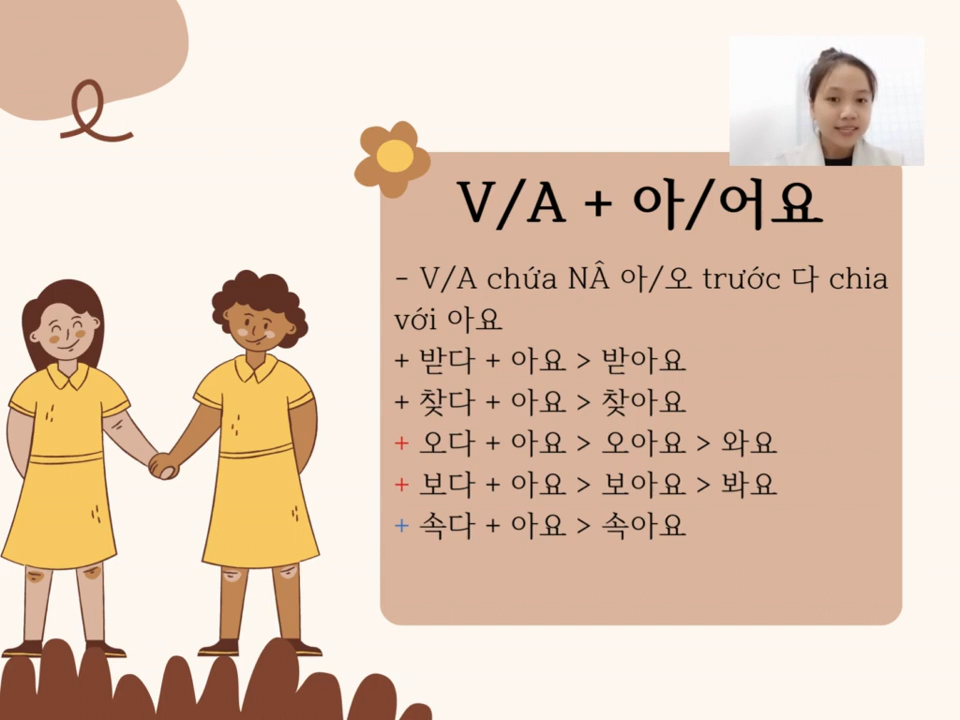 V/A + 아/어요
- V/A chứa NÂ 아/오 trước 다 chia
với 아요
+ 받다 + 아요 > 받아요
+ 찾다 + 아요 > 찾아요
+ 오다 + 아요 > 오아요 > 와요
+ 보다 + 아요 > 보아요 > 봐요
+ 속다 + 아요 > 속아요